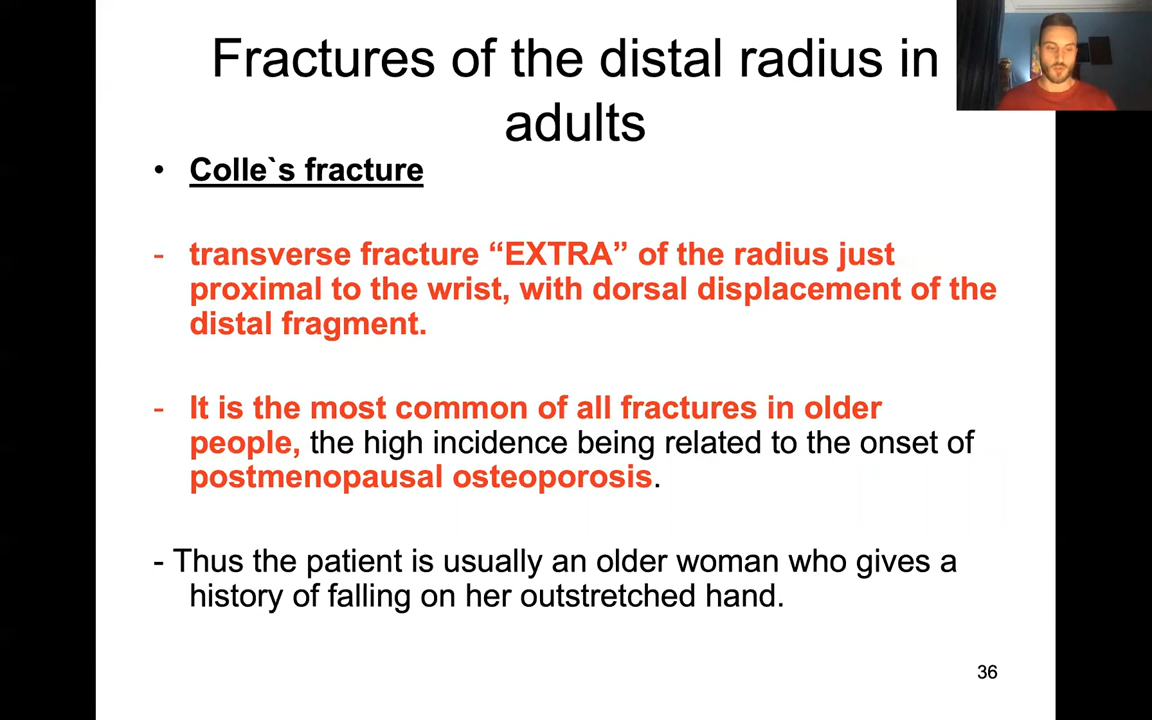 Fractures of the distal radius in
adults
• Colle`s fracture
- transverse fracture “EXTRA” of the radius just
proximal to the wrist, with dorsal displacement of the
distal fragment.
- It is the most common of all fractures in older
people, the high incidence being related to the onset of
postmenopausal osteoporosis.
- Thus the patient is usually an older woman who gives a
history of falling on her outstretched hand.
36